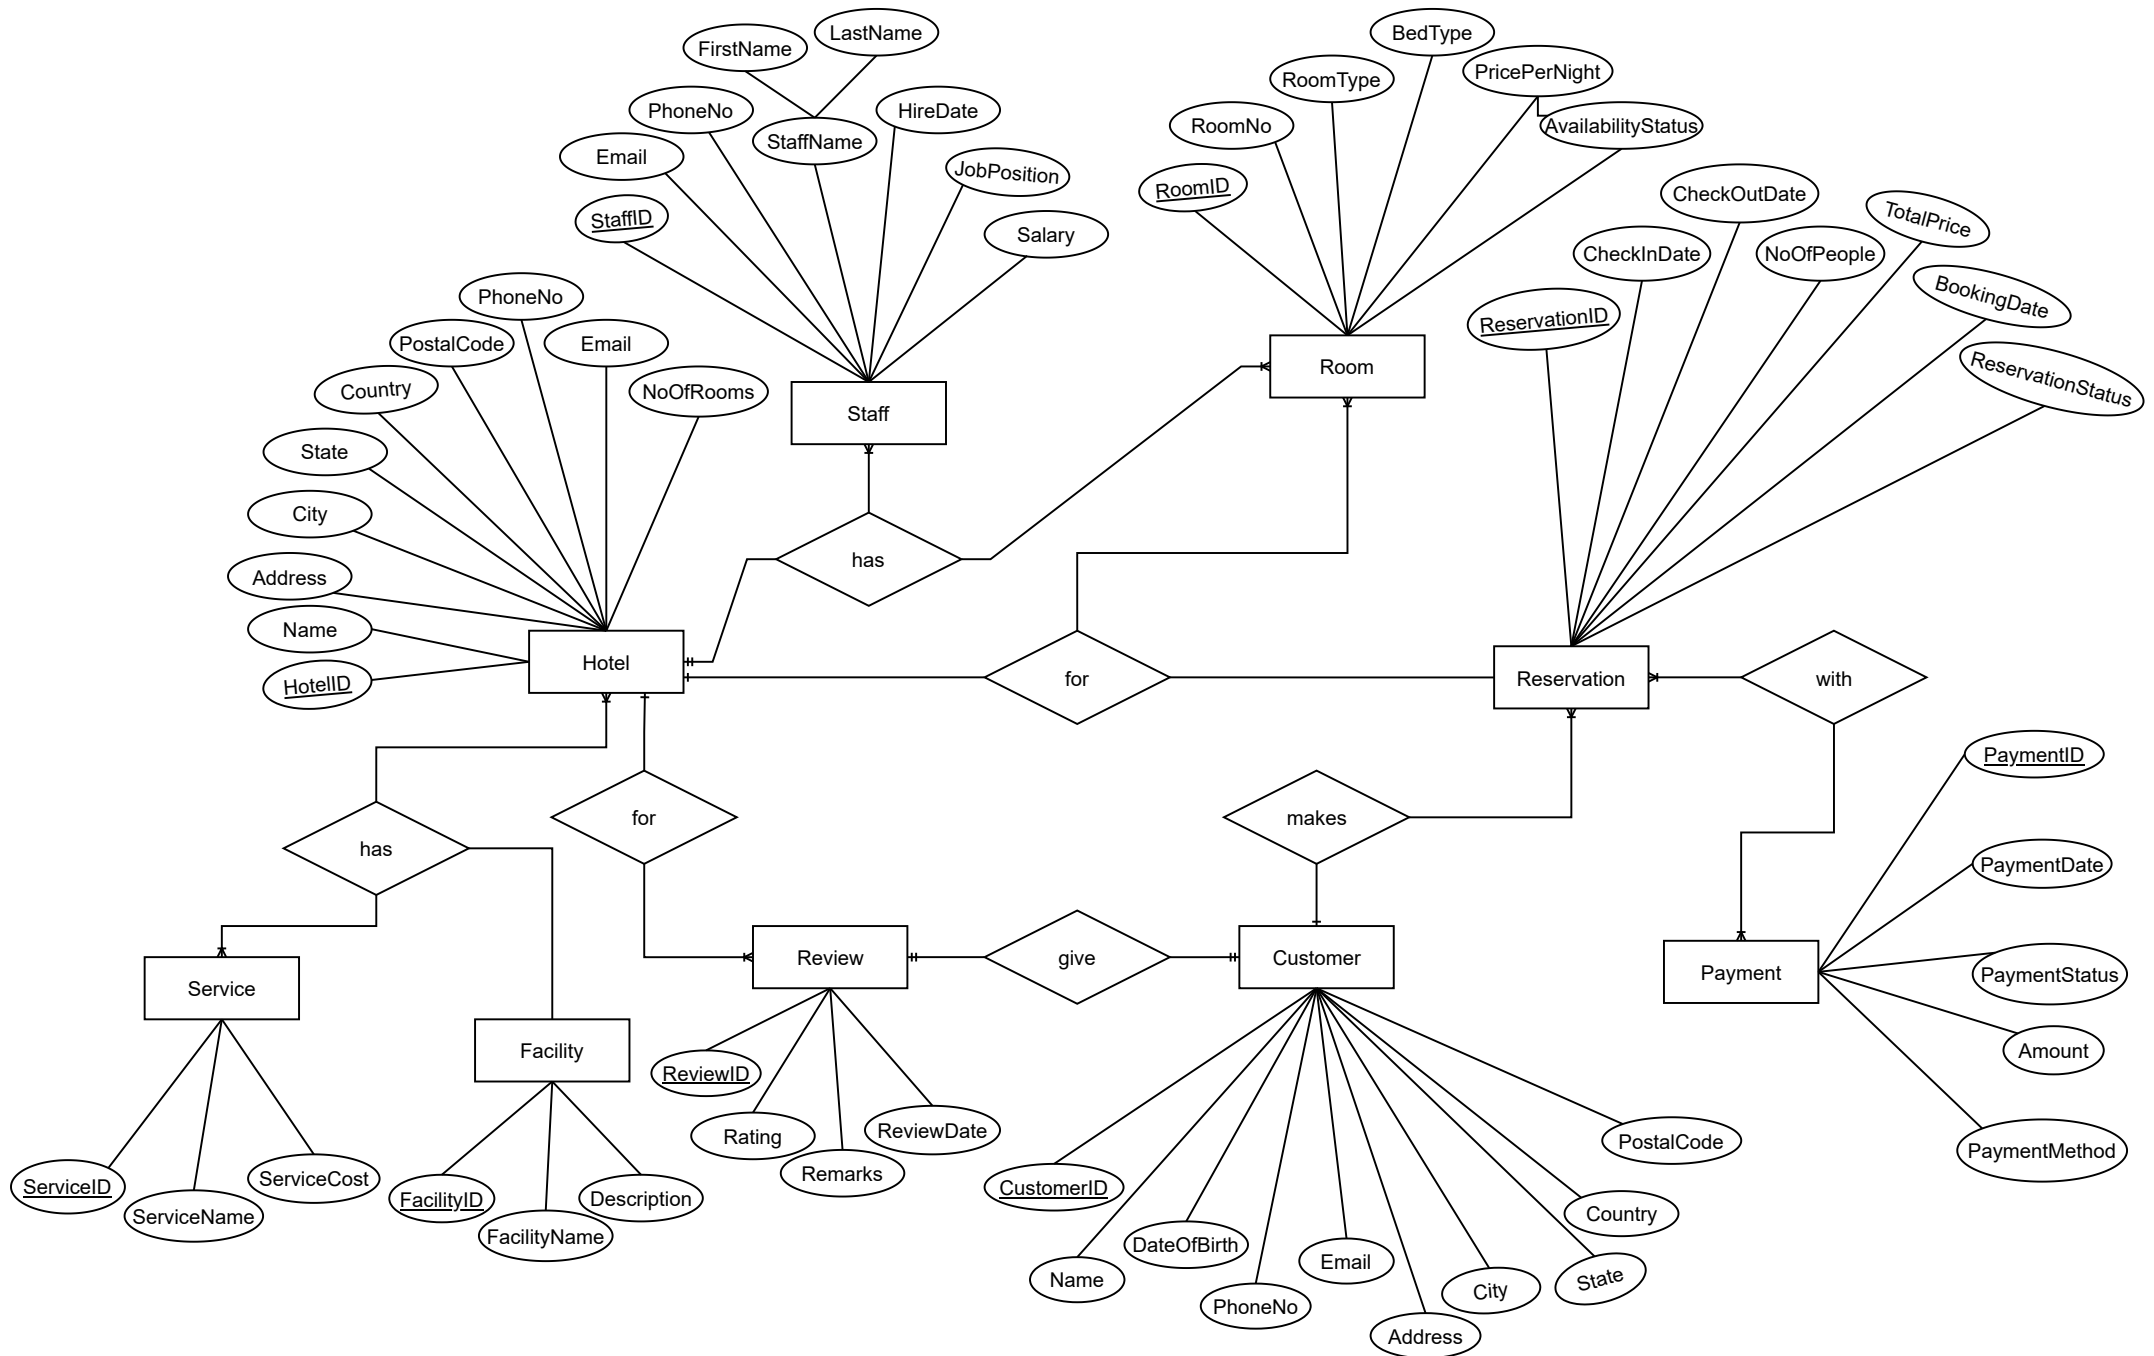 LastName
FirstName
BedType
PricePerNight
RoomType
PhoneNo
HireDate
StaffName
RoomNo
AvailabilityStatus
Email
JobPosition
RoomID
CheckOutDate
StaffID
Salary
TotalPrice
CheckInDate
NoOfPeople
PhoneNo
BookingDate
ReservationID
PostalCode
Email
Room
ReservationStatus
Country
NoOfRooms
Staff
State
City
has
Address
Name
Hotel
HotelID
for
Reservation
with
PaymentID
for
makes
has
PaymentDate
Review
give
Customer
Service
Payment
PaymentStatus
Facility
Amount
ReviewID
Rating
ReviewDate
PostalCode
PaymentMethod
Remarks
ServiceID
ServiceCost
FacilityID
Description
CustomerID
ServiceName
FacilityName
Country
DateOfBirth
Email
Name
State
City
PhoneNo
Address